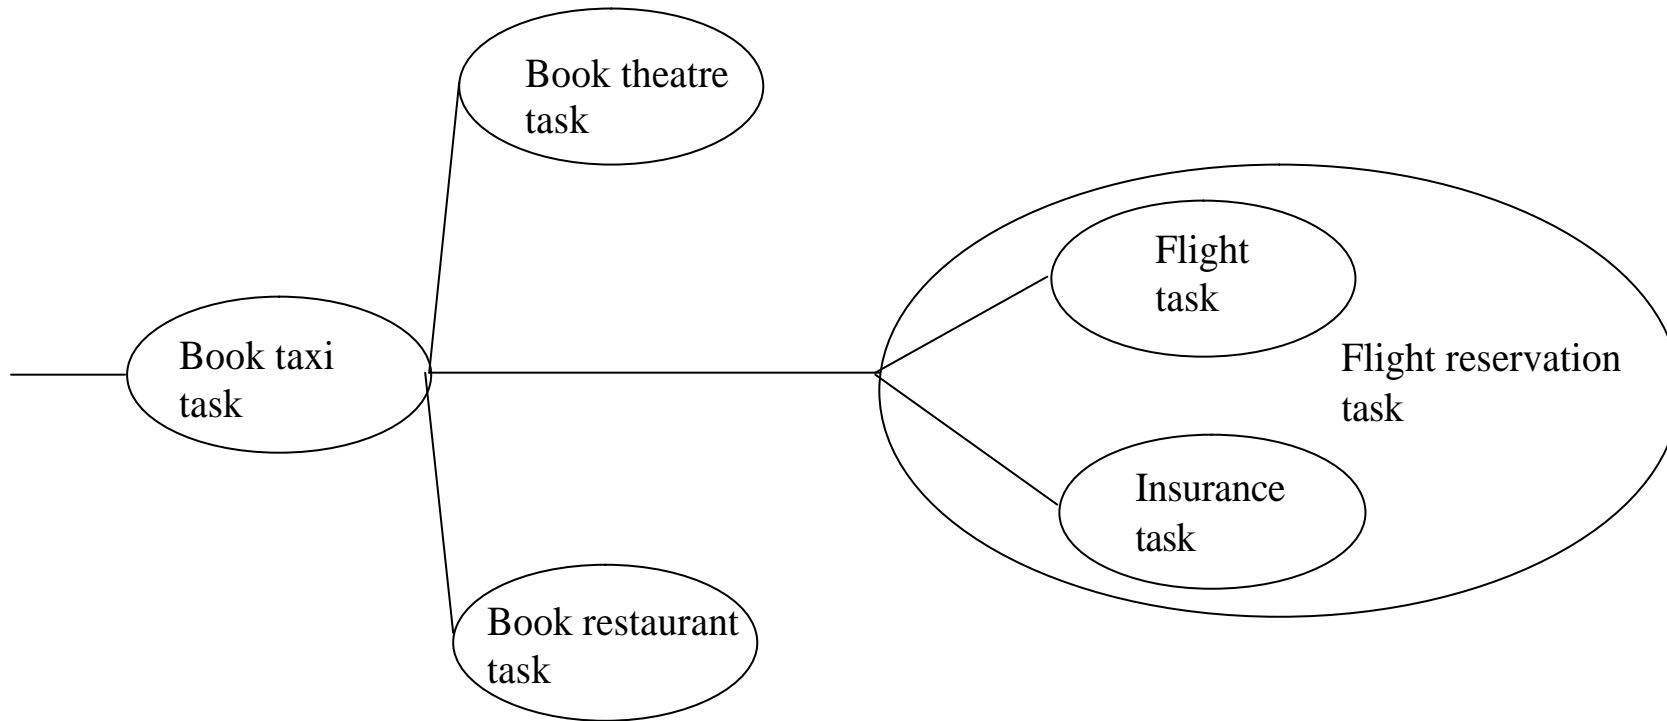 Book theatre
task
Book taxi
task
Flight
task
Flight reservation
task
Insurance
task
Book restaurant
task